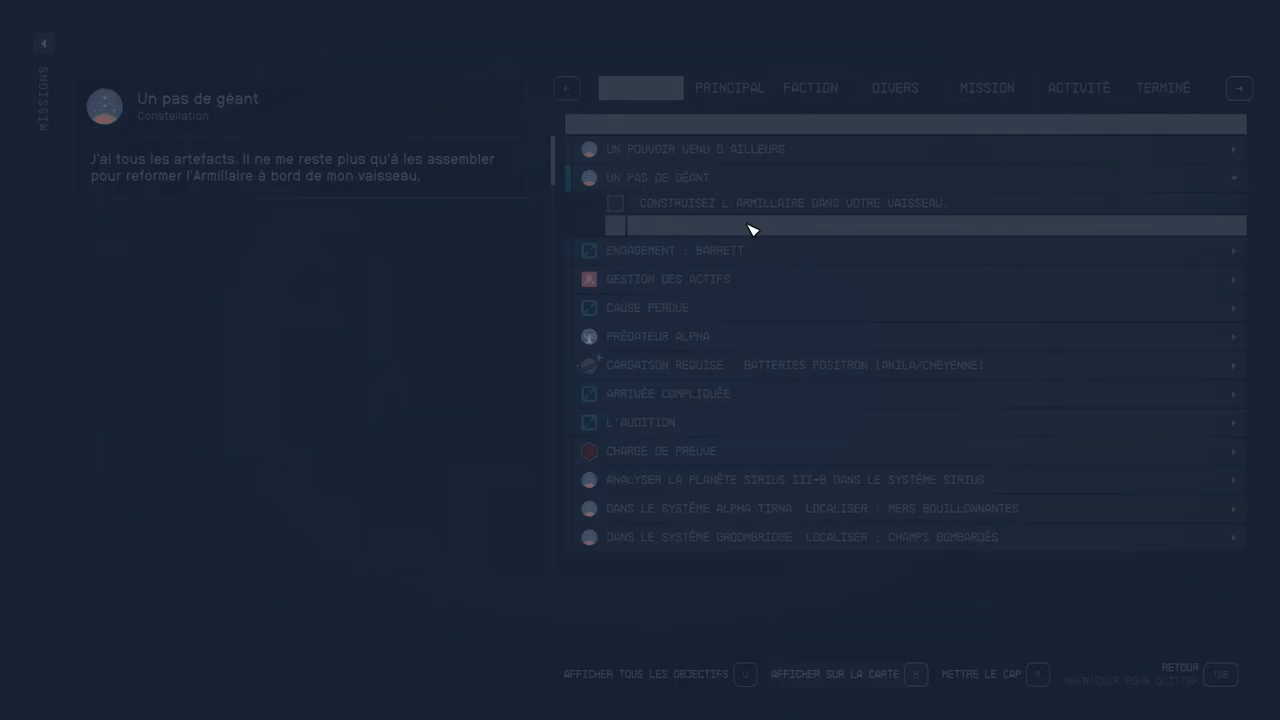 MISSIONS
Un pas de géant
Constellation
J'ai tous les artefacts. Il ne me reste plus qu'à les assembler
pour reformer l'Armillaire à bord de mon vaisseau.
PRINCIPAL FACTION DIVERS MISSION ACTIVITÉ TERMINÉ
UN POUVOIR VENU D'AILLEURS
UN PAS DE GÉANT
CONSTRUISEZ L'ARMILLAIRE DANS VOTRE VAISSEAU.
ENGAGEMENT : BARRETT
GESTION DES ACTIFS
CAUSE PERDUE
PRÉDATEUR ALPHA
CARGAISON REQUISE : BATTERIES POSITRON (AKILA/CHEYENNE)
ARRIVÉE COMPLIQUÉE
L'AUDITION
CHARGE DE PREUVE
ANALYSER LA PLANÈTE SIRIUS III-B DANS LE SYSTÈME SIRIUS
DANS LE SYSTÈME ALPHA TIRNA, LOCALISER : MERS BOUILLONNANTES
DANS LE SYSTÈME GROOMBRIDGE, LOCALISER : CHAMPS BOMBARDÉS
AFFICHER TOUS LES OBJECTIFS V AFFICHER SUR LA CARTE METTRE LE CAP R RETOUR TAB
MAINTENIR POUR QUITTER